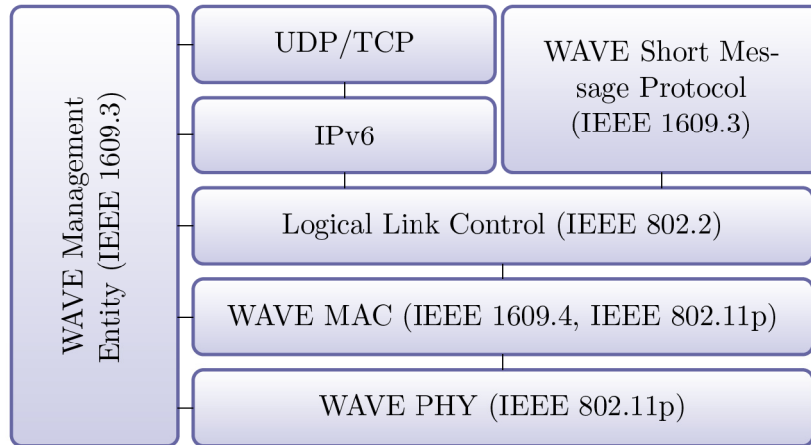 WAVE Management
Entity (IEEE 1609.3)
UDP/TCP
IPv6
WAVE Short Mes-
sage Protocol
(IEEE 1609.3)
Logical Link Control (IEEE 802.2)
WAVE MAC (IEEE 1609.4, IEEE 802.11p)
WAVE PHY (IEEE 802.11p)